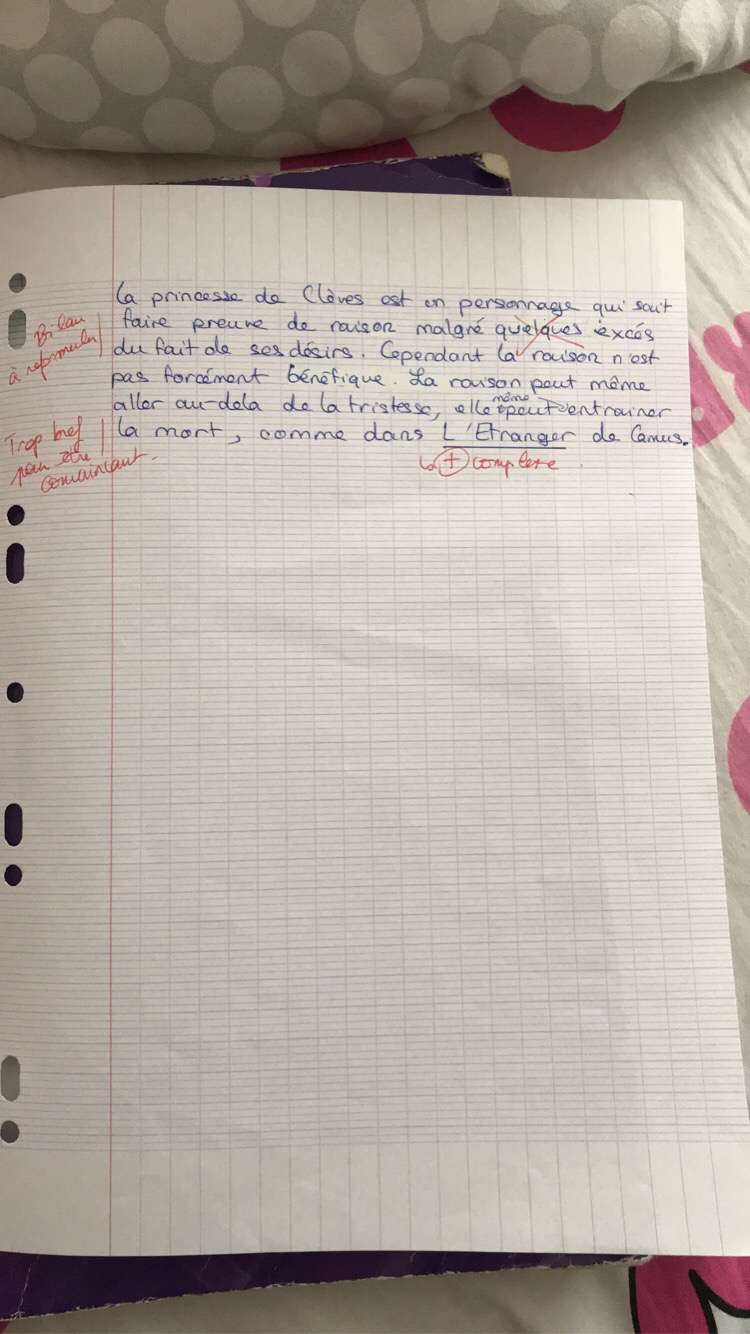 La princesse de Clèves est un personnage qui sait
faire preuve de raison malgré quelques excés
du fait de ses désirs. Cependant la raison n'est
pas forcément bénéfique. La raison peut même
aller au-dela de la tristesse, elle peut même entrainer
la mort, comme dans L'Etranger de Camus.
Bilan
à reformuler
Trop bref
pour être
convaincant.
↳ + complexe.